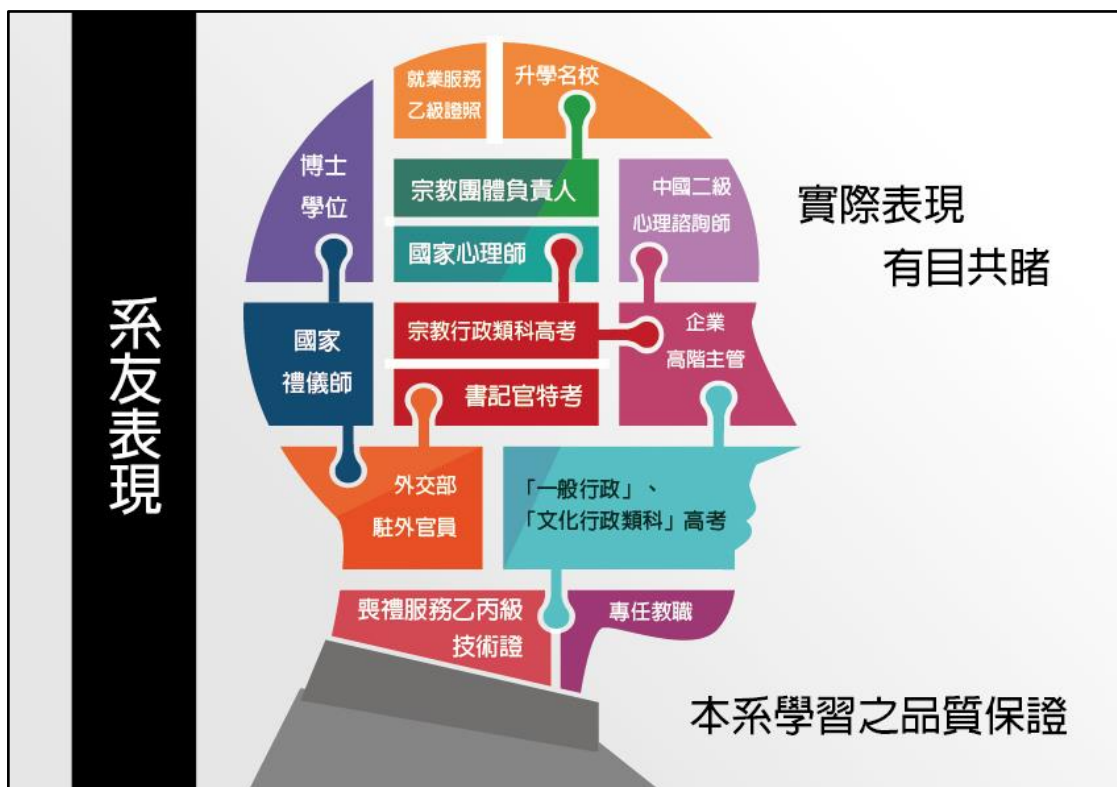 系友表現
就業服務
乙級證照
升學名校
博士
學位
宗教團體負責人
國家心理師
中國二級
心理諮詢師
實際表現
有目共睹
國家
禮儀師
宗教行政類科高考
書記官特考
企業
高階主管
外交部
駐外官員
「一般行政」、
「文化行政類科」高考
喪禮服務乙丙級
技術證
專任教職
本系學習之品質保證